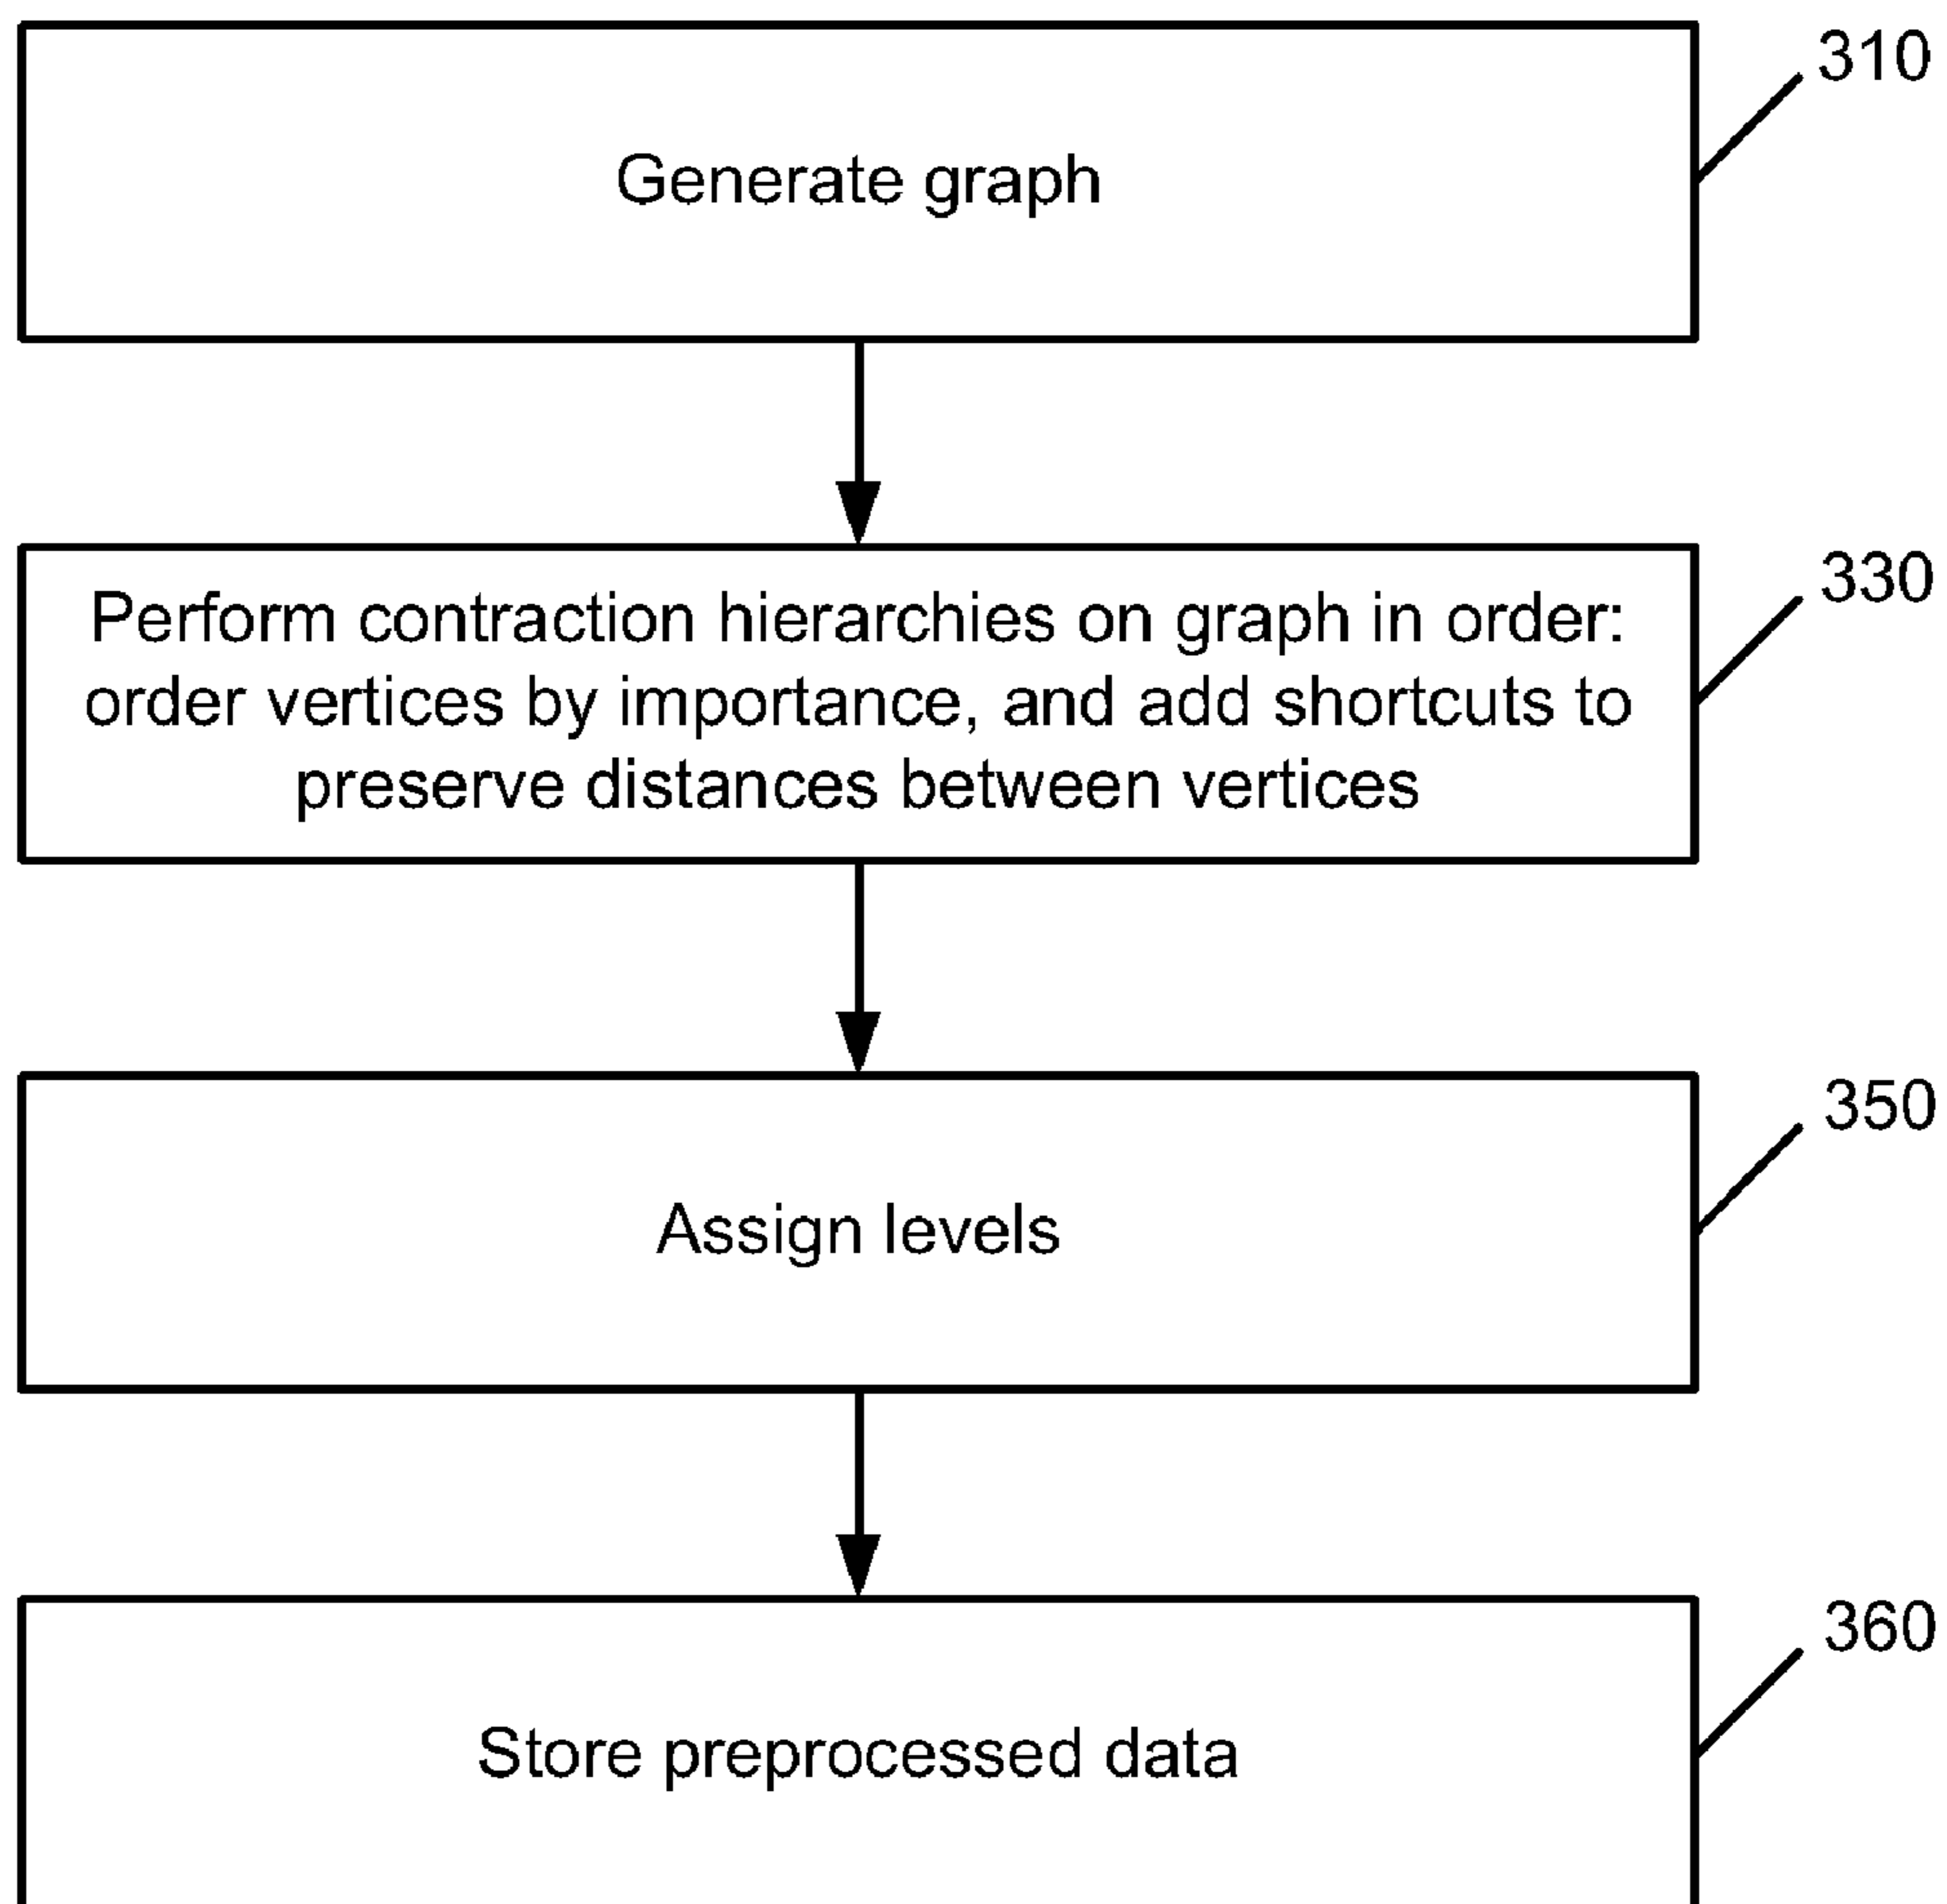 310
Generate graph
330
Perform contraction hierarchies on graph in order:
order vertices by importance, and add shortcuts to
preserve distances between vertices
350
Assign levels
360
Store preprocessed data